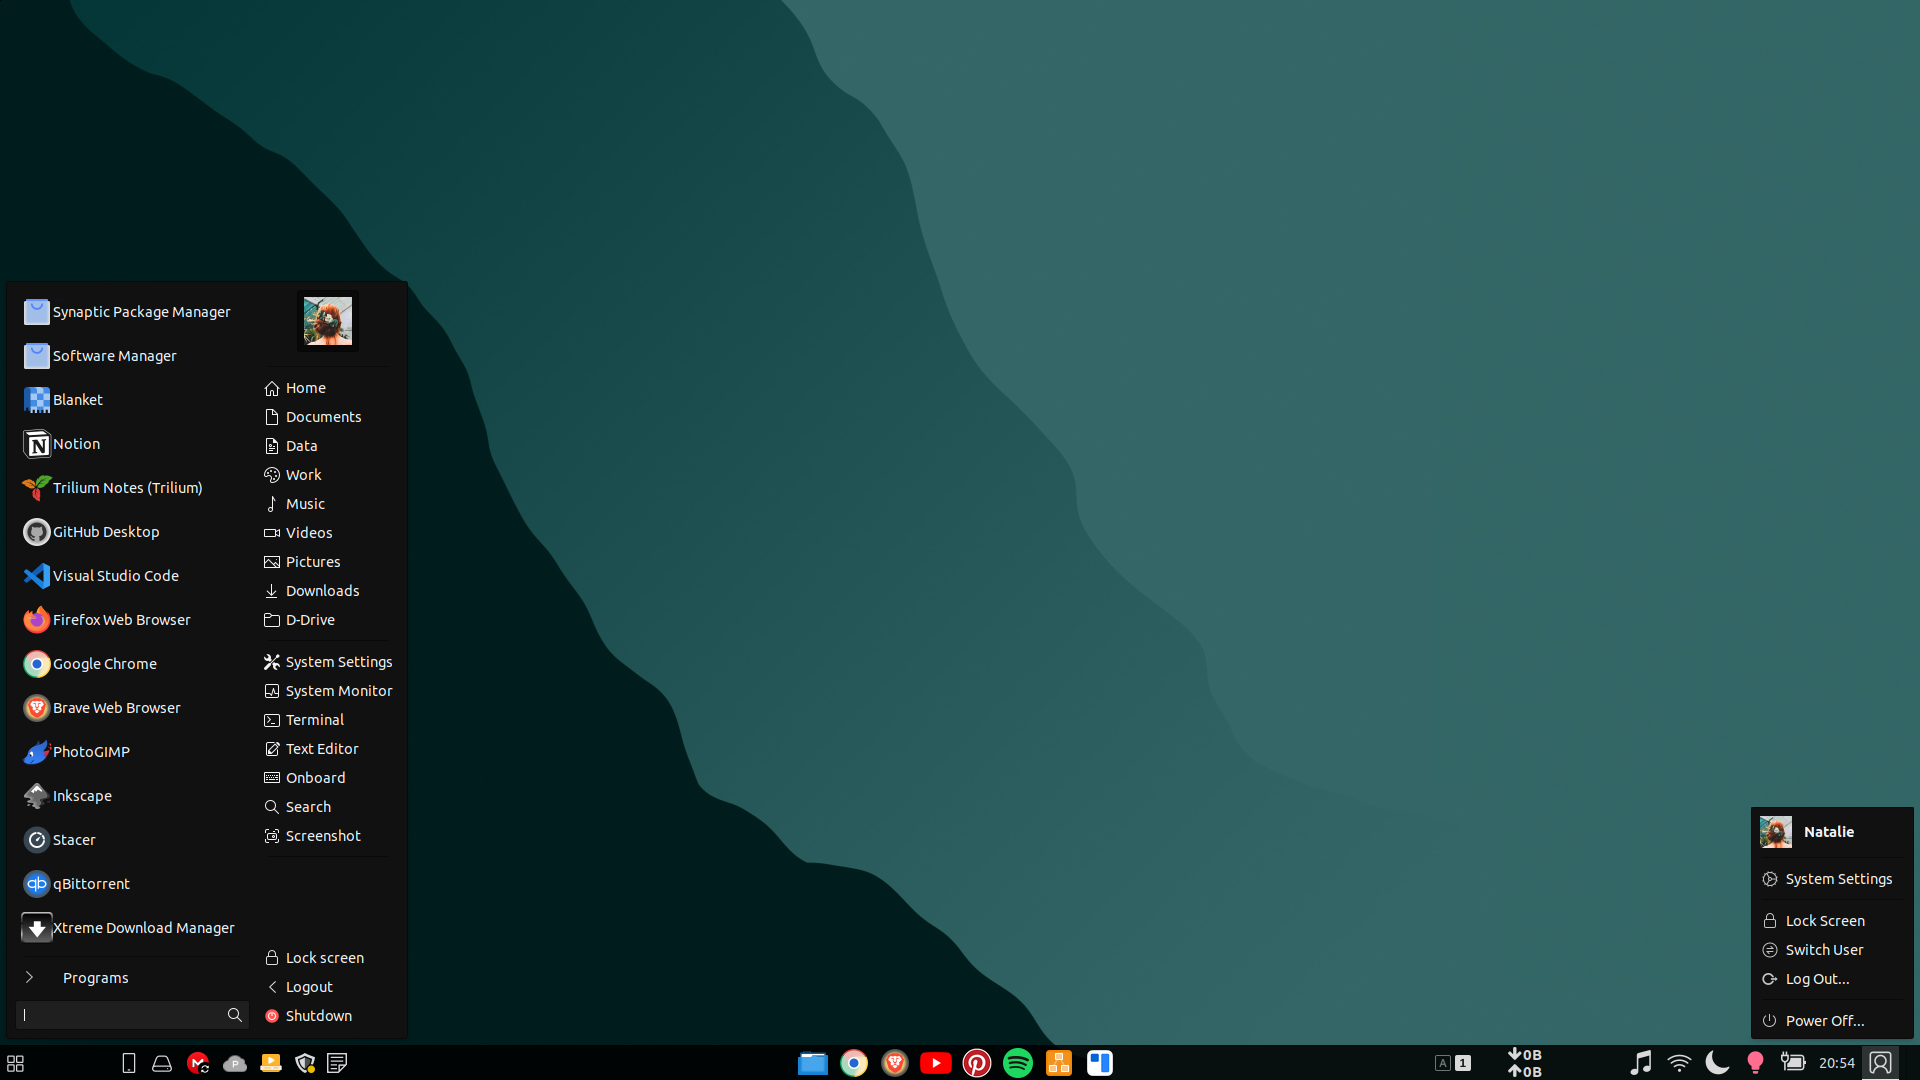 Synaptic Package Manager
Software Manager
Blanket
Notion
Trilium Notes (Trilium)
GitHub Desktop
Visual Studio Code
Firefox Web Browser
Google Chrome
Brave Web Browser
PhotoGIMP
Inkscape
Stacer
qBittorrent
Xtreme Download Manager
Programs
Home
Documents
Data
Work
Music
Videos
Pictures
Downloads
D-Drive
System Settings
System Monitor
Terminal
Text Editor
Onboard
Search
Screenshot
Lock screen
Logout
Shutdown
Natalie
System Settings
Lock Screen
Switch User
Log Out...
Power Off...
A 1
0B
0B
20:54